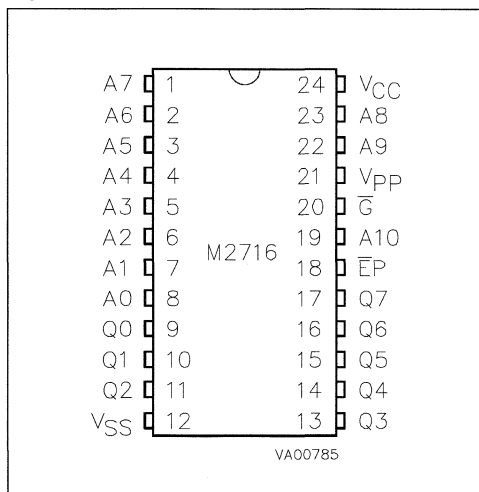 A7 1 24 VCC
A6 2 23 A8
A5 3 22 A9
A4 4 21 VPP
A3 5 20 G̅
A2 6 19 A10
M2716
A1 7 18 E̅P
A0 8 17 Q7
Q0 9 16 Q6
Q1 10 15 Q5
Q2 11 14 Q4
VSS 12 13 Q3
VA00785